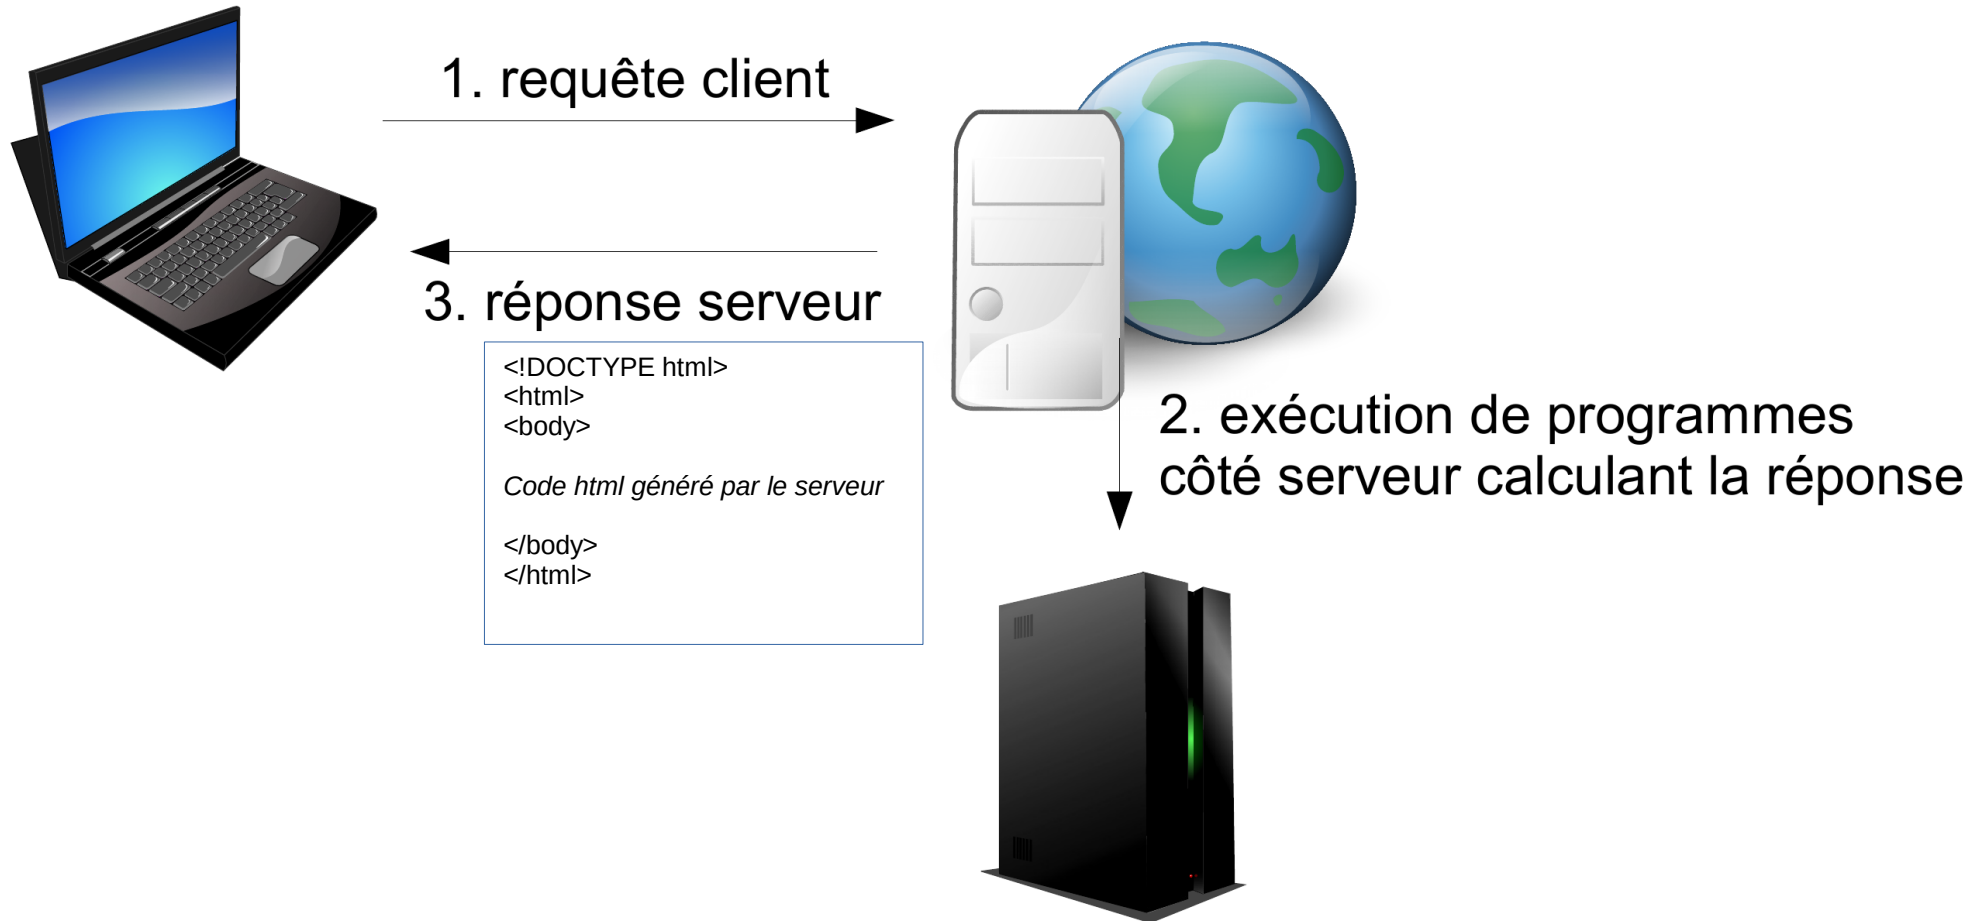 1. requête client
3. réponse serveur
<!DOCTYPE html>
<html>
<body>
Code html généré par le serveur
</body>
</html>
2. exécution de programmes
côté serveur calculant la réponse